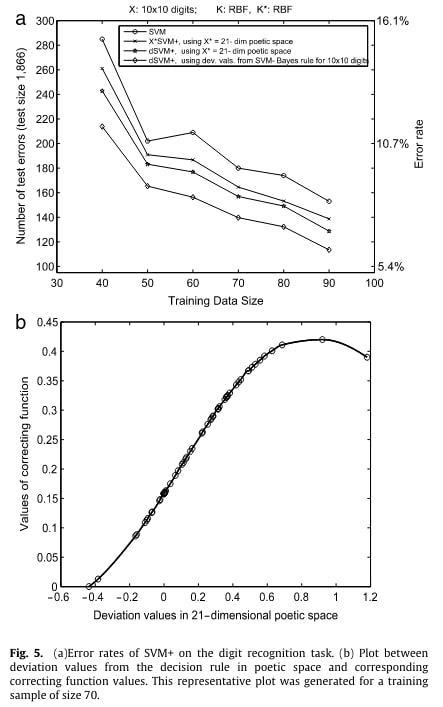 X: 10x10 digits; K: RBF, K*: RBF
a
300
280
260
240
220
200
180
160
140
120
100
Number of test errors (test size 1,866)
SVM
X*SVM+, using X* = 21- dim poetic space
dSVM+, using X* = 21- dim poetic space
dSVM+, using dev. vals. from SVM- Bayes rule for 10x10 digits
16.1%
10.7%
5.4%
Error rate
30 40 50 60 70 80 90 100
Training Data Size
b
0.45
0.4
0.35
0.3
0.25
0.2
0.15
0.1
0.05
0
Values of correcting function
−0.6 −0.4 −0.2 0 0.2 0.4 0.6 0.8 1 1.2
Deviation values in 21−dimensional poetic space
Fig. 5. (a)Error rates of SVM+ on the digit recognition task. (b) Plot between
deviation values from the decision rule in poetic space and corresponding
correcting function values. This representative plot was generated for a training
sample of size 70.